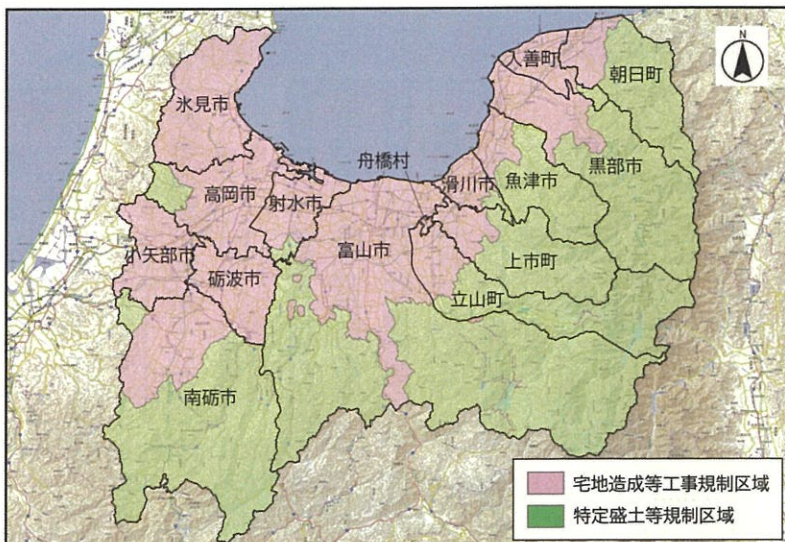 N
入善町
朝日町
氷見市
舟橋村
黒部市
滑川市
魚津市
高岡市
射水市
小矢部市
富山市
上市町
砺波市
立山町
南砺市
宅地造成等工事規制区域
特定盛土等規制区域